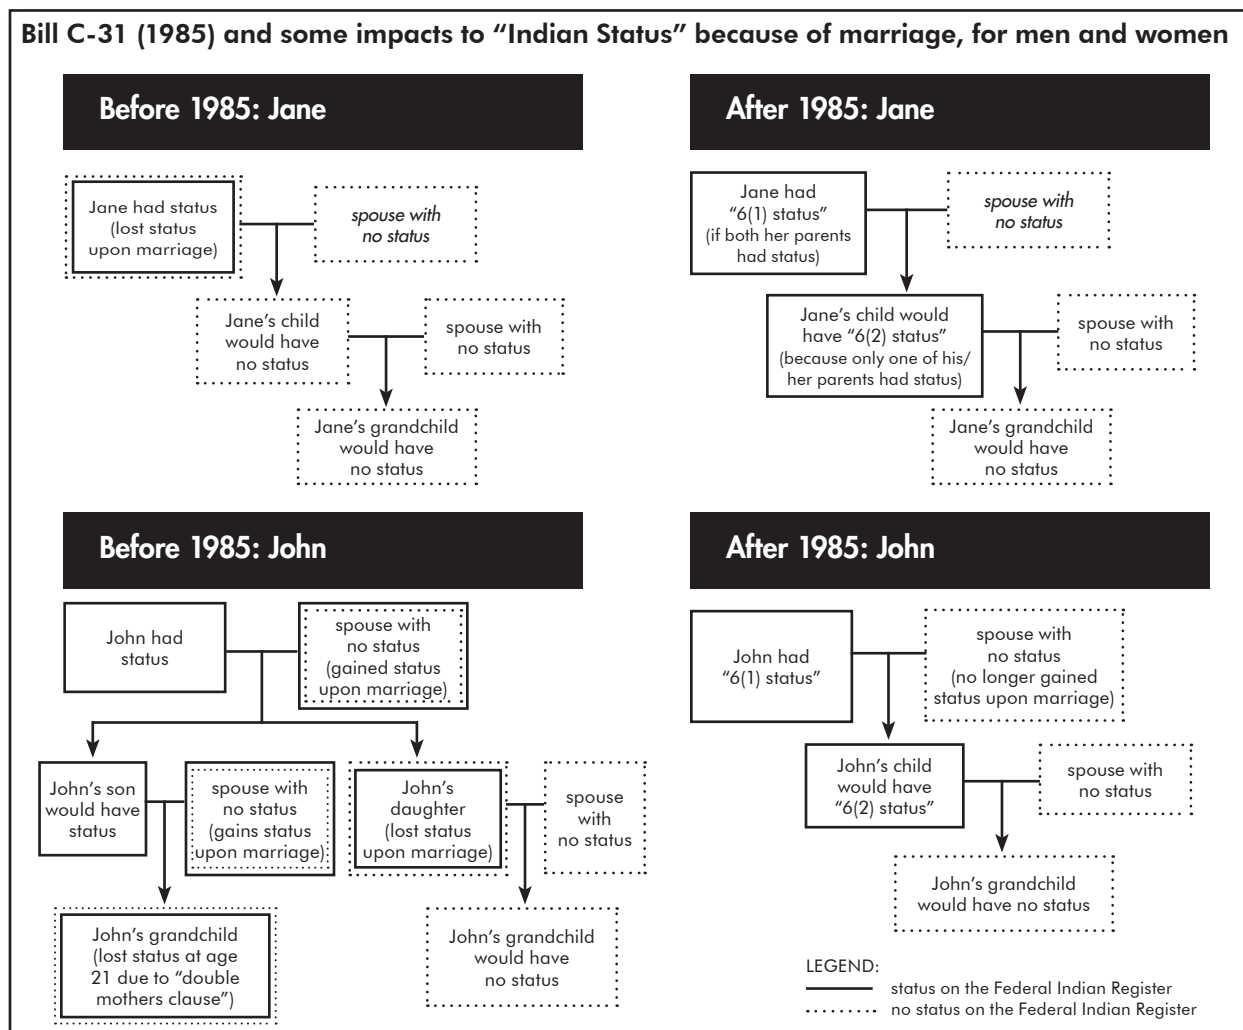 Bill C-31 (1985) and some impacts to “Indian Status” because of marriage, for men and women
Before 1985: Jane
Jane had status
(lost status
upon marriage)
spouse with
no status
Jane’s child
would have
no status
spouse with
no status
Jane’s grandchild
would have
no status
After 1985: Jane
Jane had
“6(1) status”
(if both her parents
had status)
spouse with
no status
Jane’s child would
have “6(2) status”
(because only one of his/
her parents had status)
spouse with
no status
Jane’s grandchild
would have
no status
Before 1985: John
John had
status
spouse with
no status
(gained status
upon marriage)
John’s son
would have
status
spouse with
no status
(gains status
upon marriage)
John’s
daughter
(lost status
upon marriage)
spouse
with
no status
John’s grandchild
(lost status at age
21 due to “double
mothers clause”)
John’s grandchild
would have
no status
After 1985: John
John had
“6(1) status”
spouse with
no status
(no longer gained
status upon marriage)
John’s child
would have
“6(2) status”
spouse with
no status
John’s grandchild
would have no status
LEGEND:
status on the Federal Indian Register
no status on the Federal Indian Register